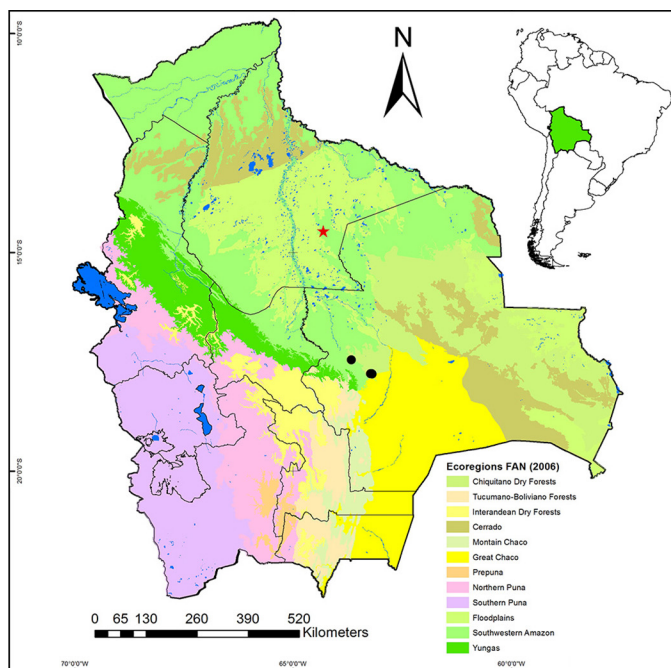 10°0'0"S
N
15°0'0"S
20°0'0"S
Ecoregions FAN (2006)
Chiquitano Dry Forests
Tucumano-Boliviano Forests
Interandean Dry Forests
Cerrado
Montain Chaco
Great Chaco
Prepuna
Northern Puna
Southern Puna
Floodplains
Southwestern Amazon
Yungas
0 65 130 260 390 520
Kilometers
70°0'0"W 65°0'0"W 60°0'0"W